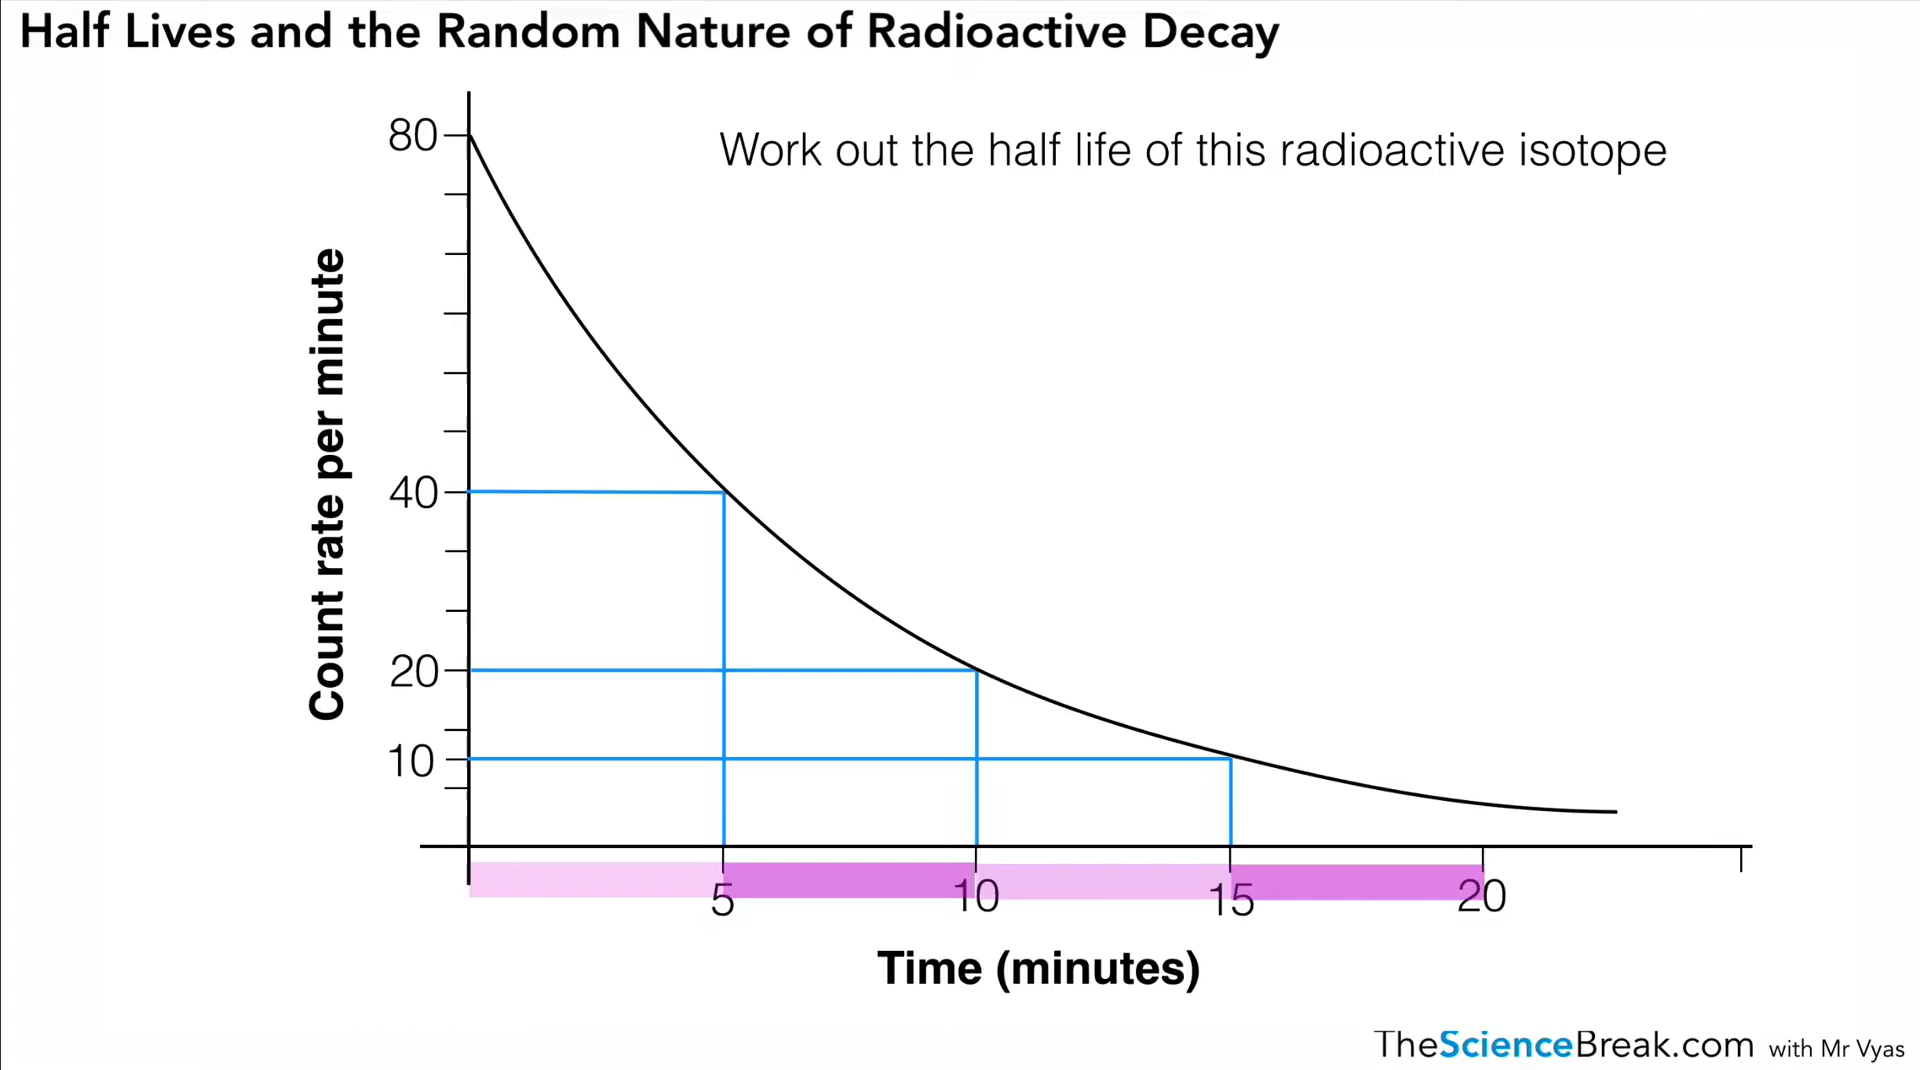 Half Lives and the Random Nature of Radioactive Decay
Work out the half life of this radioactive isotope
Count rate per minute
80
40
20
10
5 10 15 20
Time (minutes)
TheScienceBreak.com with Mr Vyas